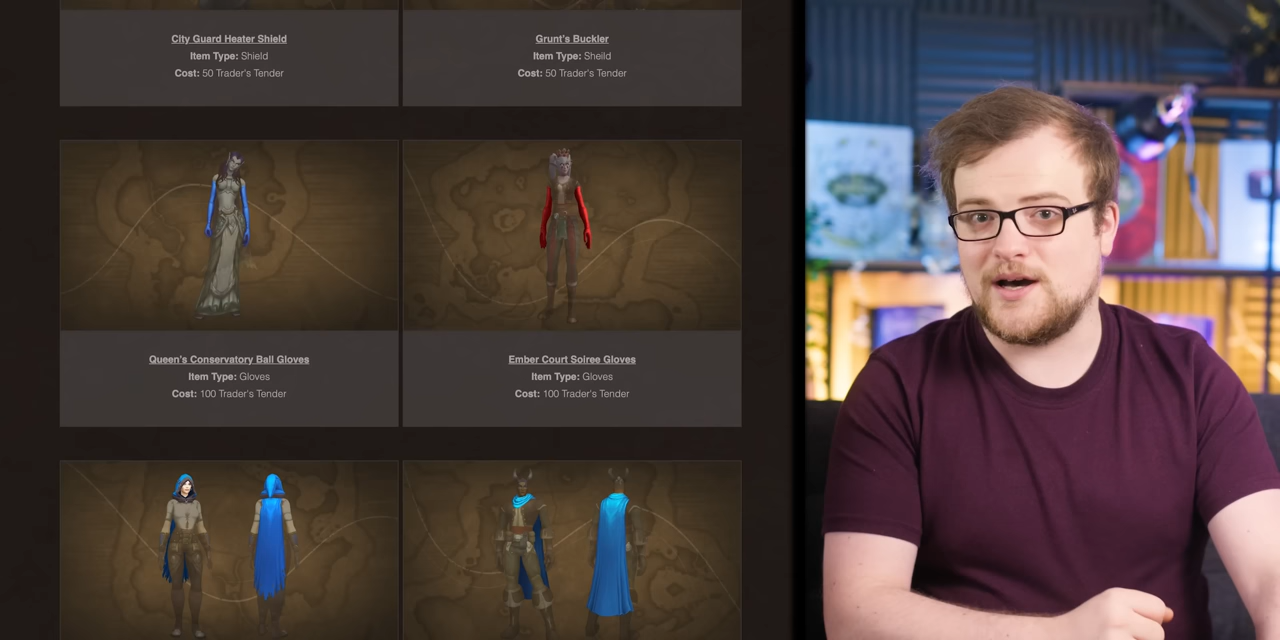 City Guard Heater Shield
Item Type: Shield
Cost: 50 Trader's Tender
Grunt's Buckler
Item Type: Sheild
Cost: 50 Trader's Tender
Queen's Conservatory Ball Gloves
Item Type: Gloves
Cost: 100 Trader's Tender
Ember Court Soiree Gloves
Item Type: Gloves
Cost: 100 Trader's Tender